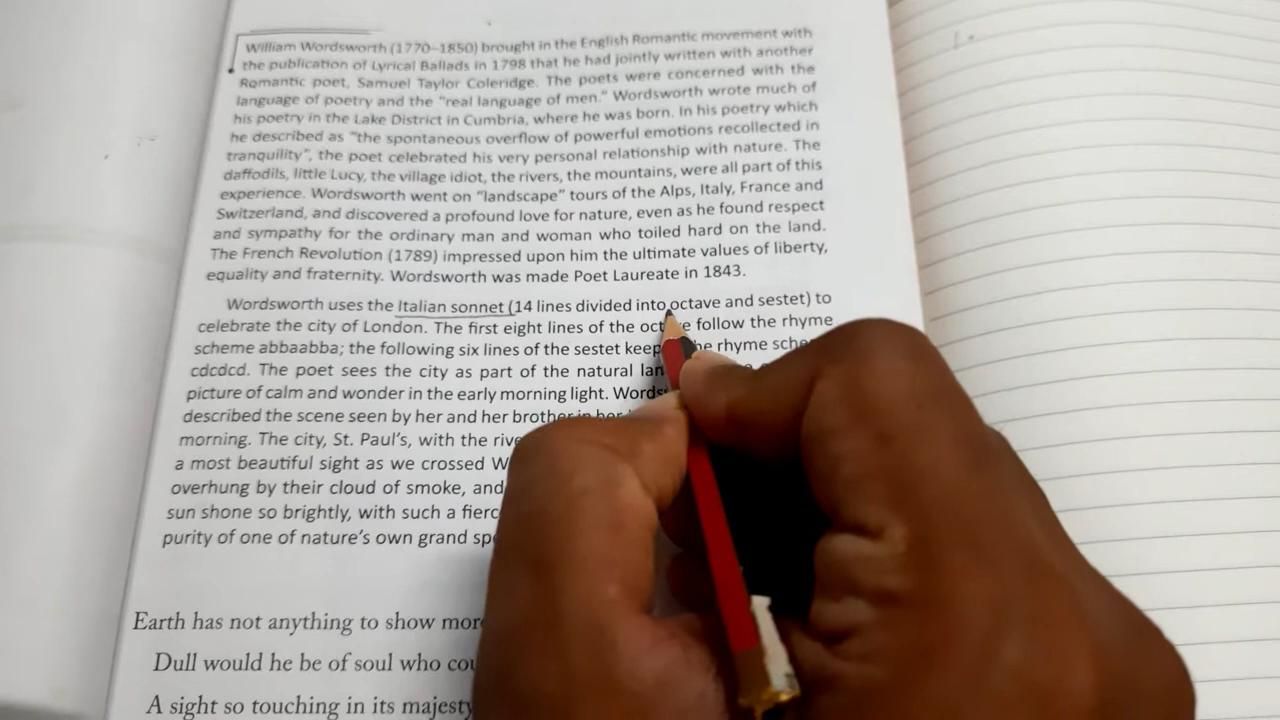 William Wordsworth (1770–1850) brought in the English Romantic movement with
the publication of Lyrical Ballads in 1798 that he had jointly written with another
Romantic poet, Samuel Taylor Coleridge. The poets were concerned with the
language of poetry and the "real language of men." Wordsworth wrote much of
his poetry in the Lake District in Cumbria, where he was born. In his poetry which
he described as "the spontaneous overflow of powerful emotions recollected in
tranquility", the poet celebrated his very personal relationship with nature. The
daffodils, little Lucy, the village idiot, the rivers, the mountains, were all part of this
experience. Wordsworth went on "landscape" tours of the Alps, Italy, France and
Switzerland, and discovered a profound love for nature, even as he found respect
and sympathy for the ordinary man and woman who toiled hard on the land.
The French Revolution (1789) impressed upon him the ultimate values of liberty,
equality and fraternity. Wordsworth was made Poet Laureate in 1843.
Wordsworth uses the Italian sonnet (14 lines divided into octave and sestet) to
celebrate the city of London. The first eight lines of the follow the rhyme
scheme abbaabba; the following six lines of the sestet keep rhyme
cdcdcd. The poet sees the city as part of the natural
picture of calm and wonder in the early morning light.
described the scene seen by her and her brother in her
morning. The city, St. Paul's, with the
a most beautiful sight as we crossed
overhung by their cloud of smoke, and
sun shone so brightly, with such a
purity of one of nature's own grand
Earth has not anything to show
Dull would he be of soul who
A sight so touching in its majesty